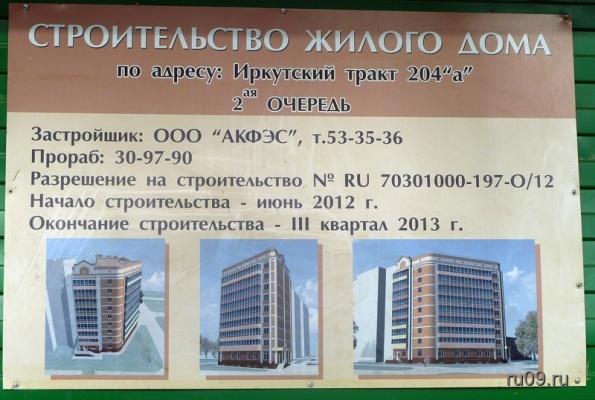 СТРОИТЕЛЬСТВО ЖИЛОГО ДОМА
по адресу: Иркутский тракт 204"а"
2ая ОЧЕРЕДЬ
Застройшик: ООО "АКФЭС", т.53-35-36
Прораб: 30-97-90
Разрешение на строительство № RU 70301000-197-О/12
Начало строительства - июнь 2012 г.
Окончание строительства - III квартал 2013 г.
ru09.ru